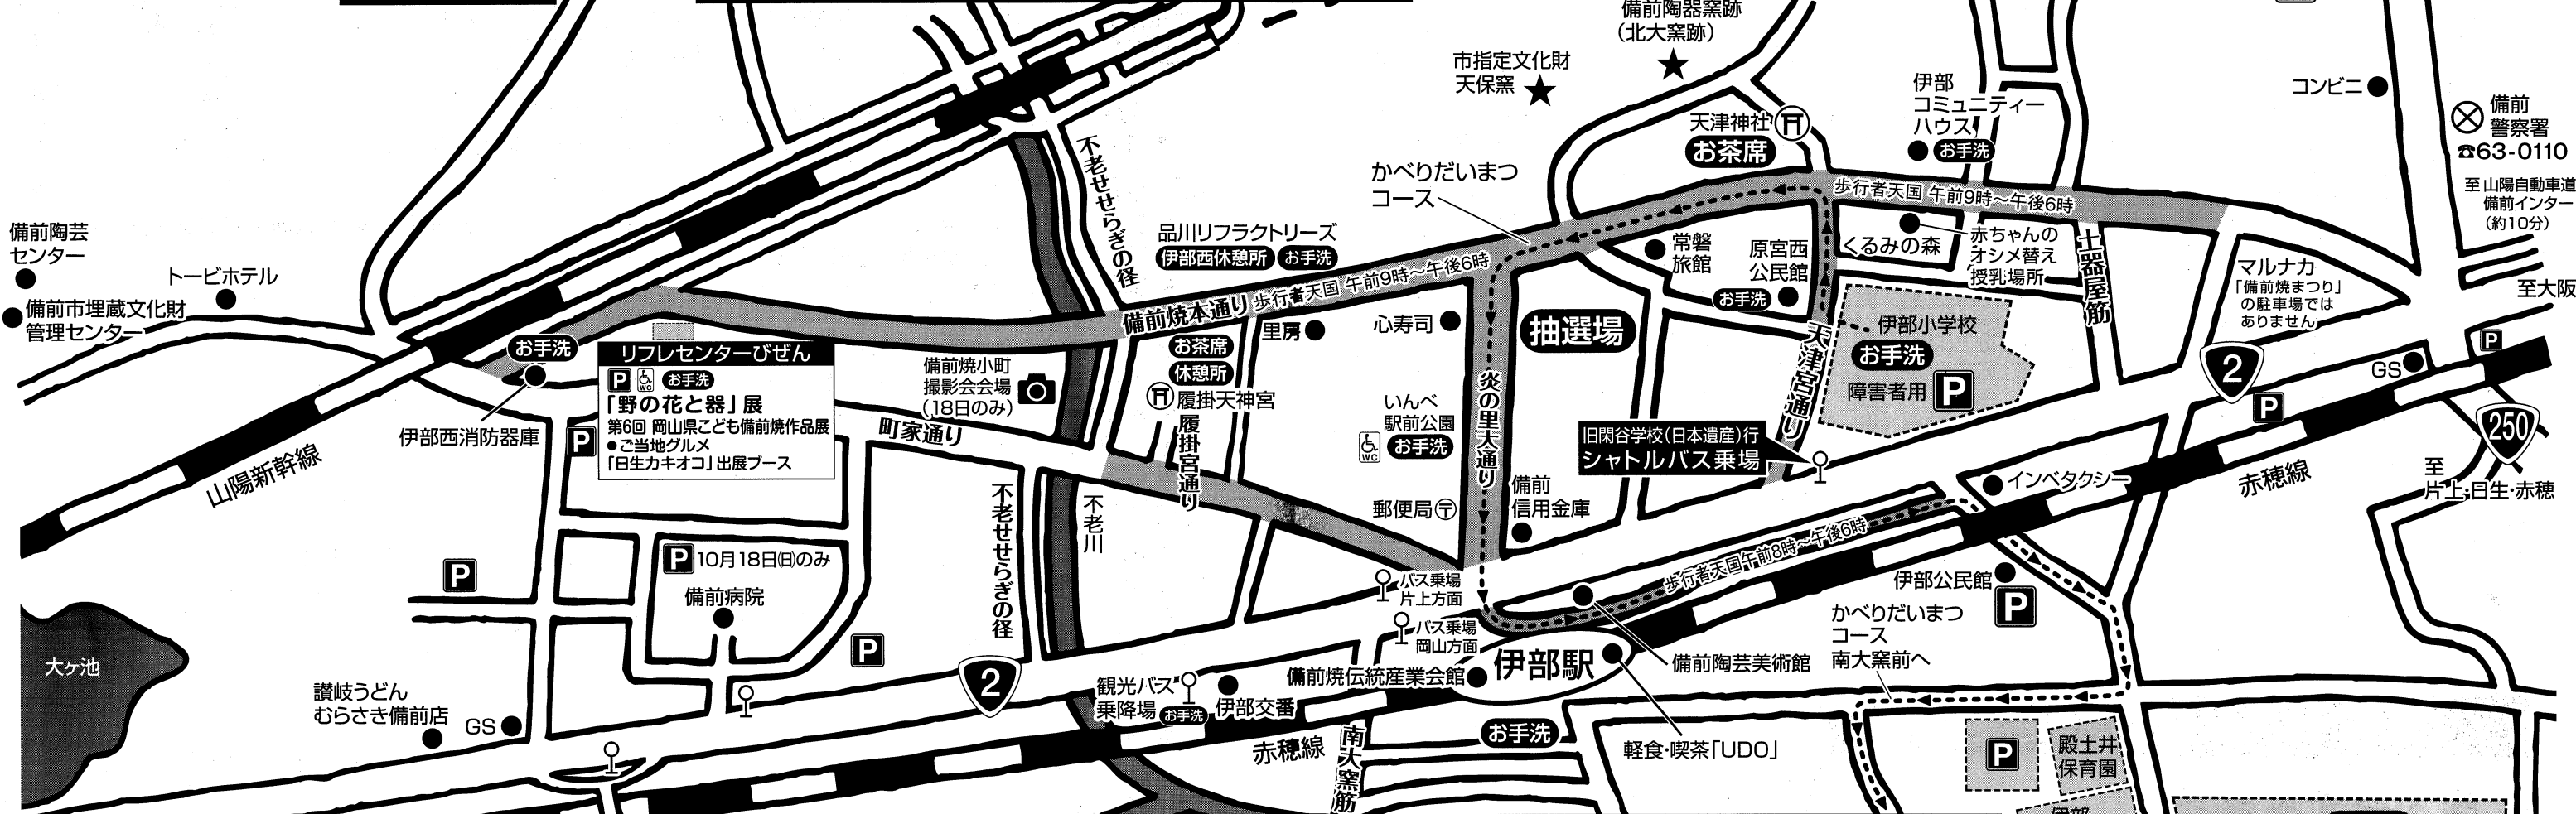 備前陶器窯跡
(北大窯跡)
市指定文化財
天保窯
伊部
コミュニティー
ハウス
お手洗
コンビニ
備前
警察署
☎63-0110
至山陽自動車道
備前インター
(約10分)
天津神社
お茶席
かべりだいまつ
コース
歩行者天国 午前9時〜午後6時
不老せせらぎの径
備前陶芸
センター
トービホテル
備前市埋蔵文化財
管理センター
品川リフラクトリーズ
伊部西休憩所
お手洗
備前焼本通り
歩行者天国 午前9時〜午後6時
常磐
旅館
原宮西
公民館
お手洗
くるみの森
赤ちゃんの
オシメ替え
授乳場所
土器屋筋
マルナカ
「備前焼まつり」
の駐車場では
ありません
至大阪
お手洗
伊部西消防器庫
リフレセンターびぜん
P
WC
お手洗
「野の花と器」展
第6回 岡山県こども備前焼作品展
●ご当地グルメ
「日生カキオコ」出展ブース
P
備前焼小町
撮影会会場
(18日のみ)
町家通り
お茶席
休憩所
履掛天神宮
履掛宮通り
里房
心寿司
抽選場
炎の里大通り
いんべ
駅前公園
WC
お手洗
郵便局
備前
信用金庫
天津宮通り
伊部小学校
お手洗
障害者用
P
旧閑谷学校(日本遺産)行
シャトルバス乗場
2
GS
P
P
250
至
片上・日生・赤穂
赤穂線
インベタクシー
山陽新幹線
不老せせらぎの径
不老川
P
P
10月18日㈰のみ
備前病院
P
大ヶ池
讃岐うどん
むらさき備前店
GS
2
バス乗場
片上方面
バス乗場
岡山方面
歩行者天国午前8時〜午後6時
伊部公民館
P
かべりだいまつ
コース
南大窯前へ
備前焼伝統産業会館
伊部駅
備前陶芸美術館
観光バス
乗降場
お手洗
伊部交番
赤穂線
南大窯筋
お手洗
軽食・喫茶「UDO」
P
殿土井
保育園
伊部